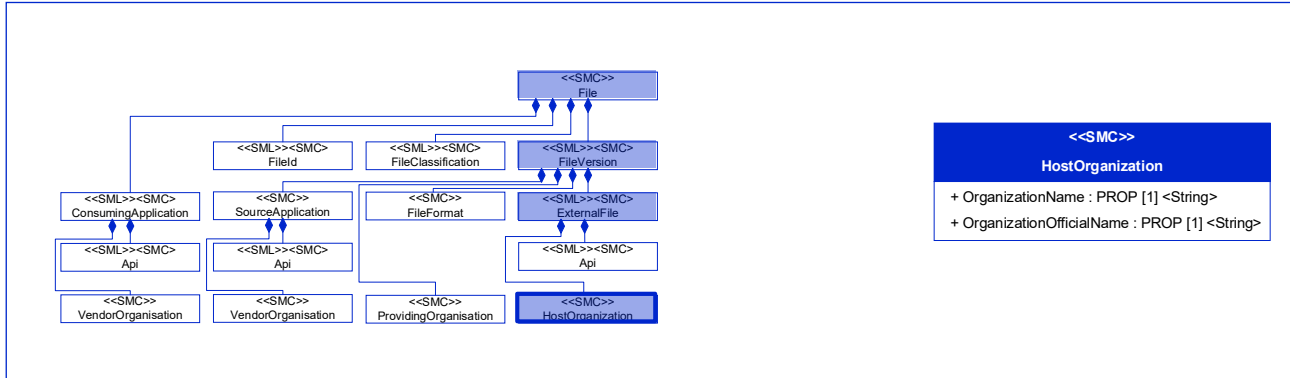 <<SMC>>
File
<<SML>><SMC>
FileId
<<SML>><SMC>
FileClassification
<<SML>><SMC>
FileVersion
<<SML>><SMC>
ConsumingApplication
<<SML>><SMC>
SourceApplication
<<SMC>>
FileFormat
<<SML>><SMC>
ExternalFile
<<SML>><SMC>
Api
<<SML>><SMC>
Api
<<SML>><SMC>
Api
<<SMC>>
VendorOrganisation
<<SMC>>
VendorOrganisation
<<SMC>>
ProvidingOrganisation
<<SMC>>
HostOrganization
<<SMC>>
HostOrganization
+ OrganizationName : PROP [1] <String>
+ OrganizationOfficialName : PROP [1] <String>